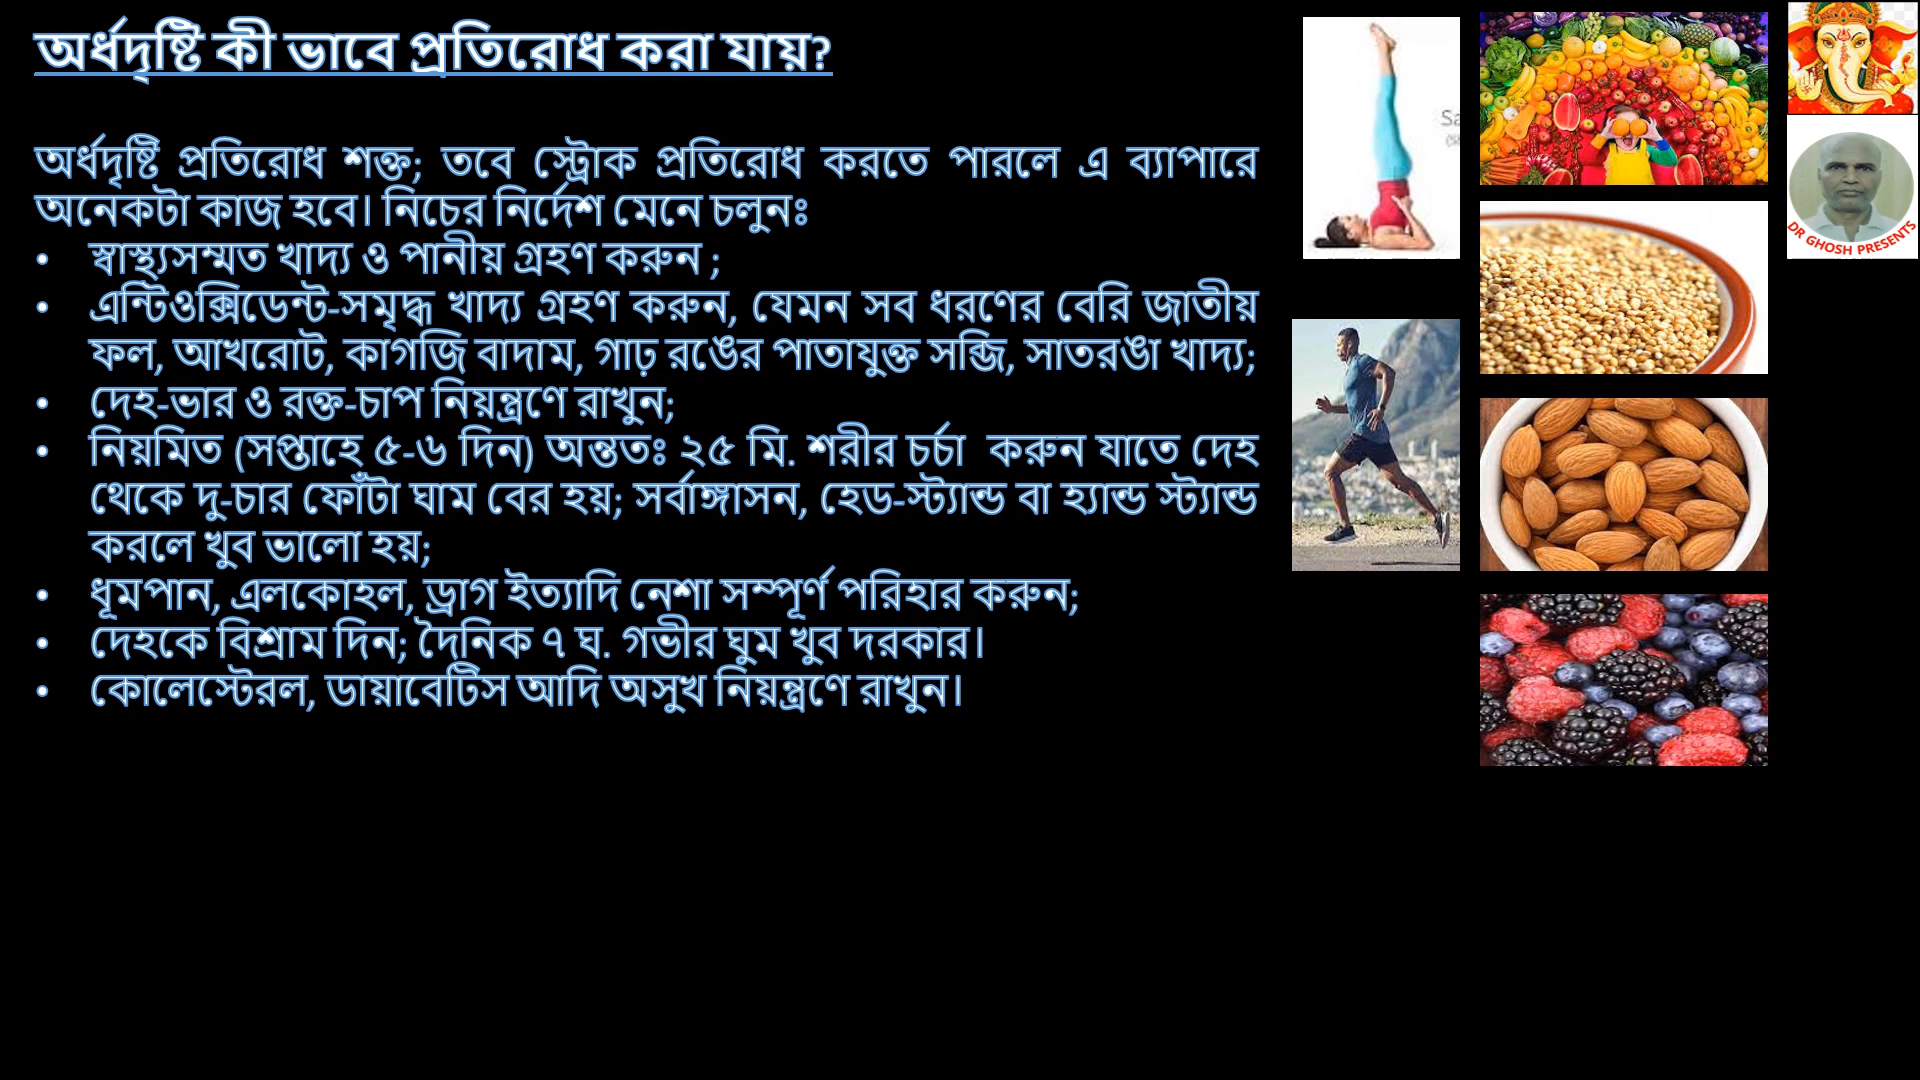 অর্ধদৃষ্টি কী ভাবে প্রতিরোধ করা যায়?
অর্ধদৃষ্টি প্রতিরোধ শক্ত; তবে স্ট্রোক প্রতিরোধ করতে পারলে এ ব্যাপারে
অনেকটা কাজ হবে। নিচের নির্দেশ মেনে চলুনঃ
• স্বাস্থ্যসম্মত খাদ্য ও পানীয় গ্রহণ করুন ;
• এন্টিওক্সিডেন্ট-সমৃদ্ধ খাদ্য গ্রহণ করুন, যেমন সব ধরণের বেরি জাতীয়
ফল, আখরোট, কাগজি বাদাম, গাঢ় রঙের পাতাযুক্ত সব্জি, সাতরঙা খাদ্য;
• দেহ-ভার ও রক্ত-চাপ নিয়ন্ত্রণে রাখুন;
• নিয়মিত (সপ্তাহে ৫-৬ দিন) অন্ততঃ ২৫ মি. শরীর চর্চা করুন যাতে দেহ
থেকে দু-চার ফোঁটা ঘাম বের হয়; সর্বাঙ্গাসন, হেড-স্ট্যান্ড বা হ্যান্ড স্ট্যান্ড
করলে খুব ভালো হয়;
• ধূমপান, এলকোহল, ড্রাগ ইত্যাদি নেশা সম্পূর্ণ পরিহার করুন;
• দেহকে বিশ্রাম দিন; দৈনিক ৭ ঘ. গভীর ঘুম খুব দরকার।
• কোলেস্টেরল, ডায়াবেটিস আদি অসুখ নিয়ন্ত্রণে রাখুন।
Sa
DR GHOSH PRESENTS